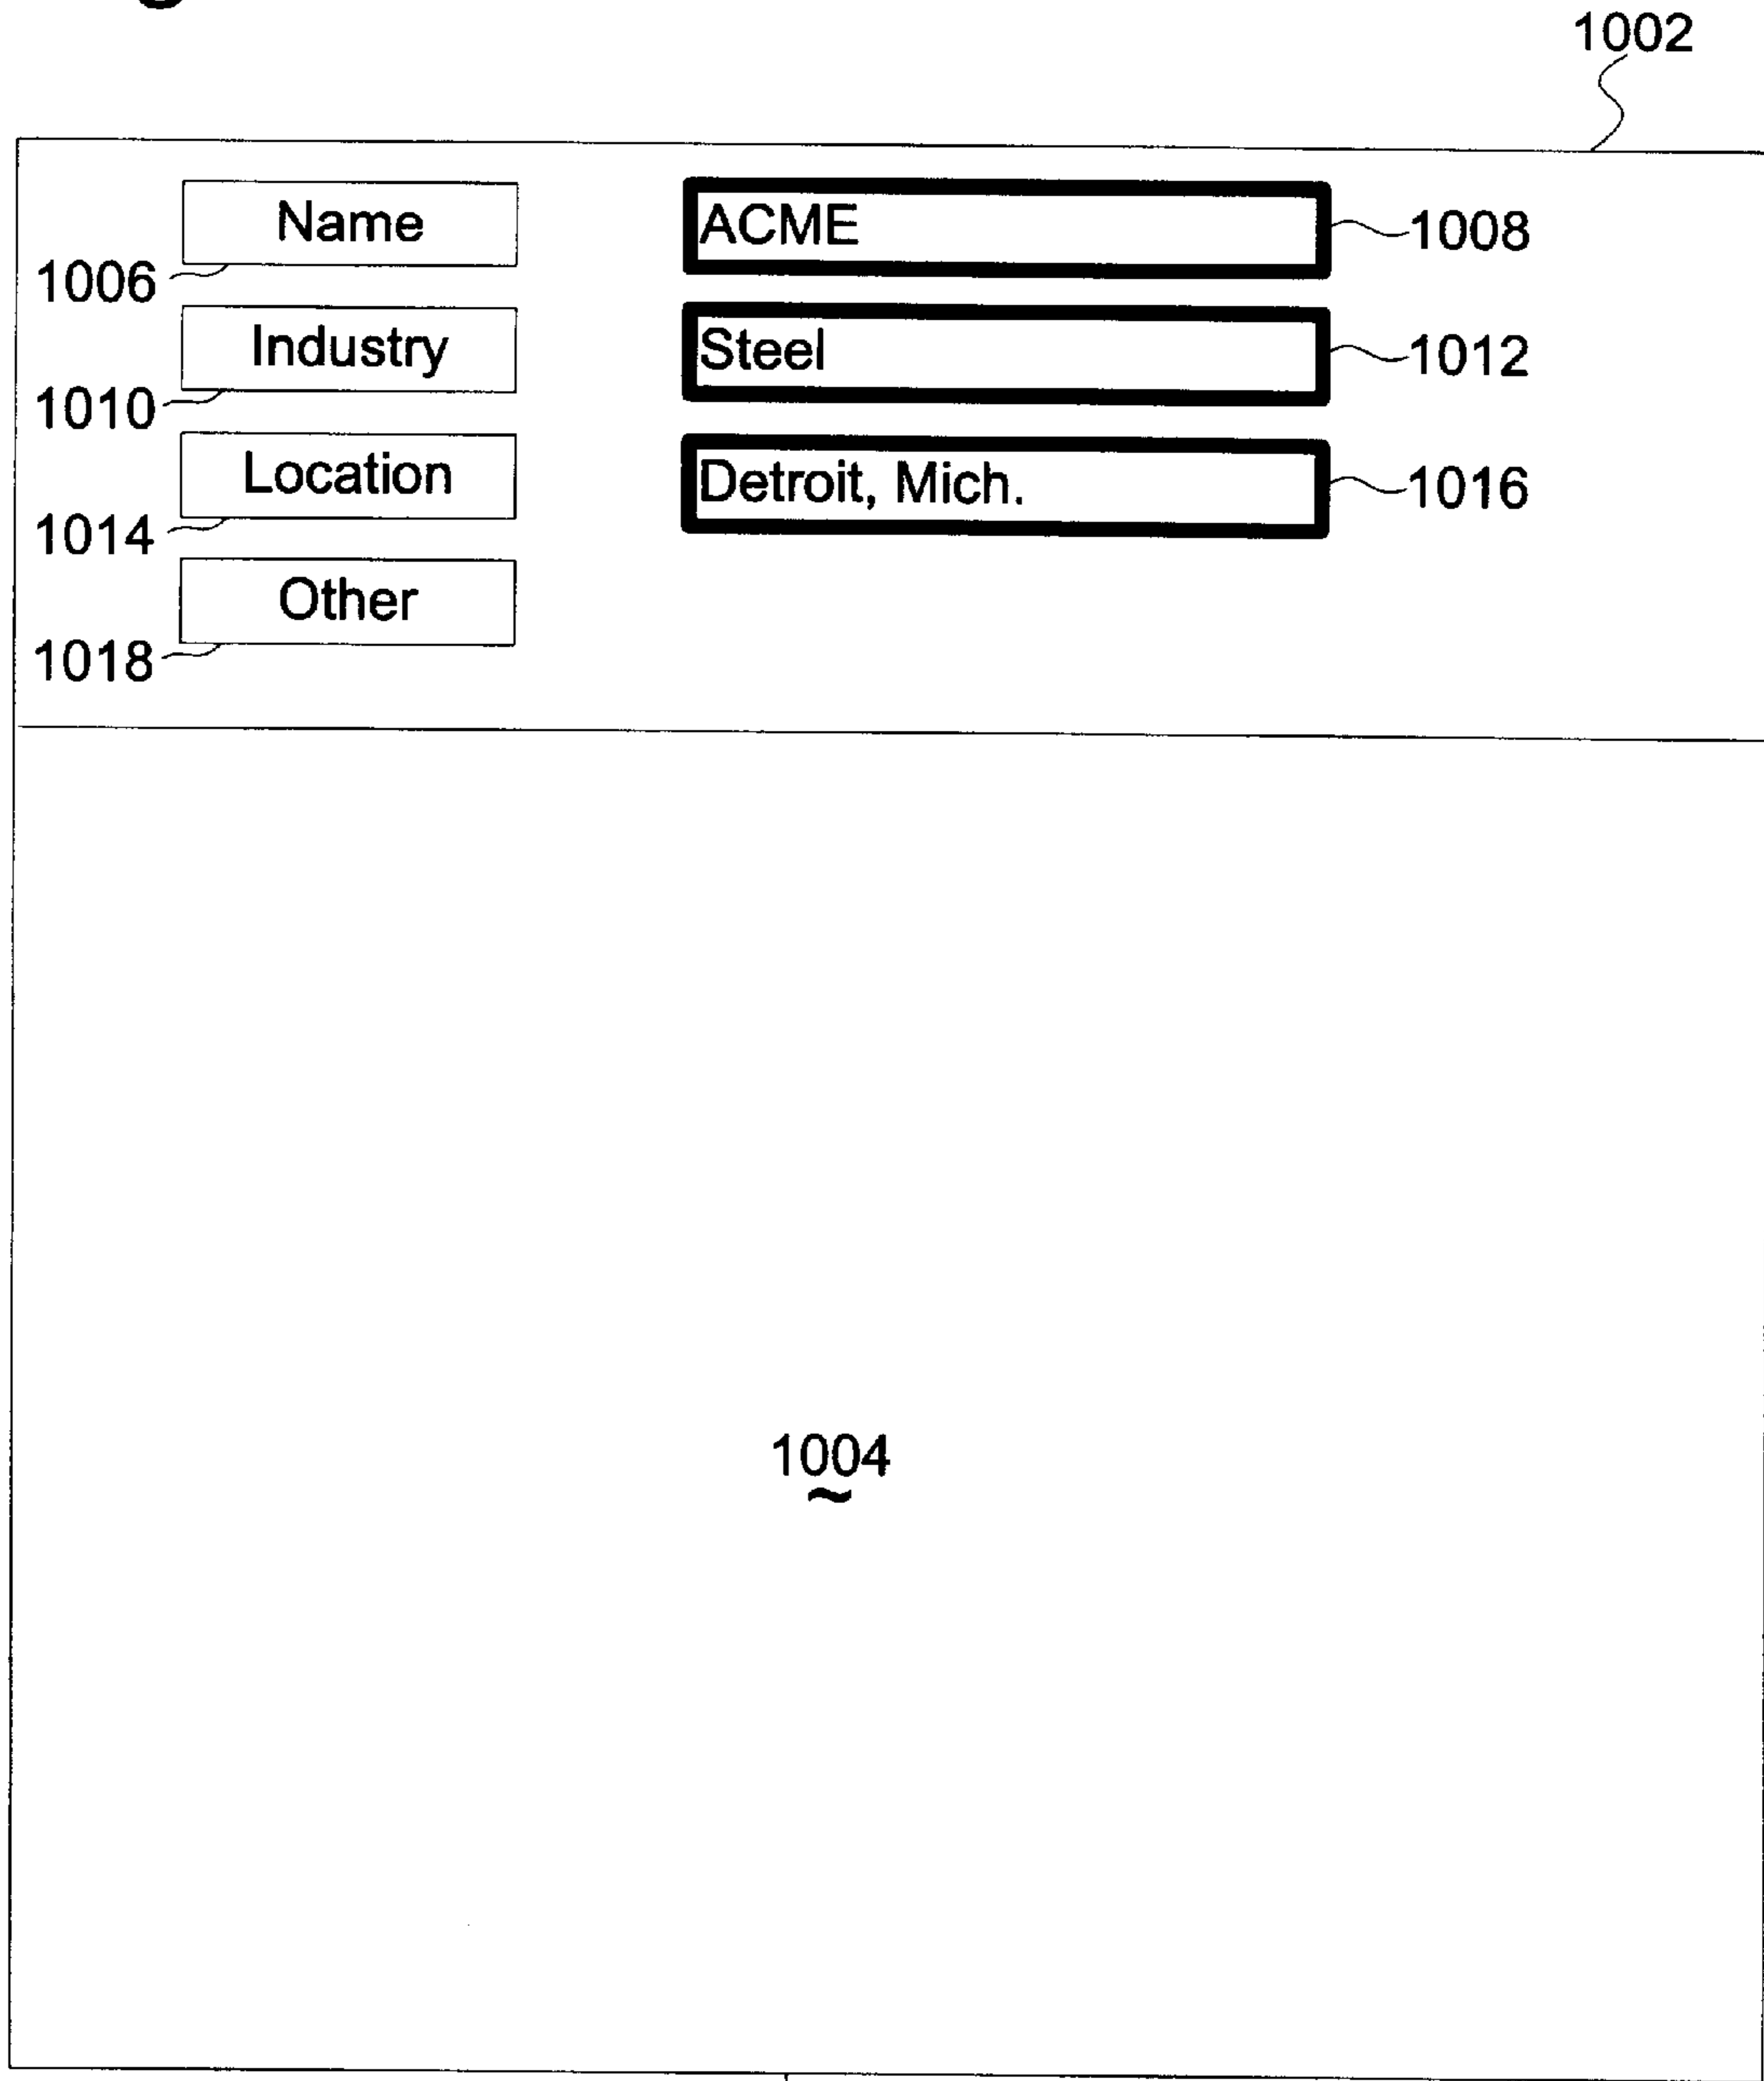 1002
Name ACME 1008
1006
Industry Steel 1012
1010
Location Detroit, Mich. 1016
1014
Other
1018
1004